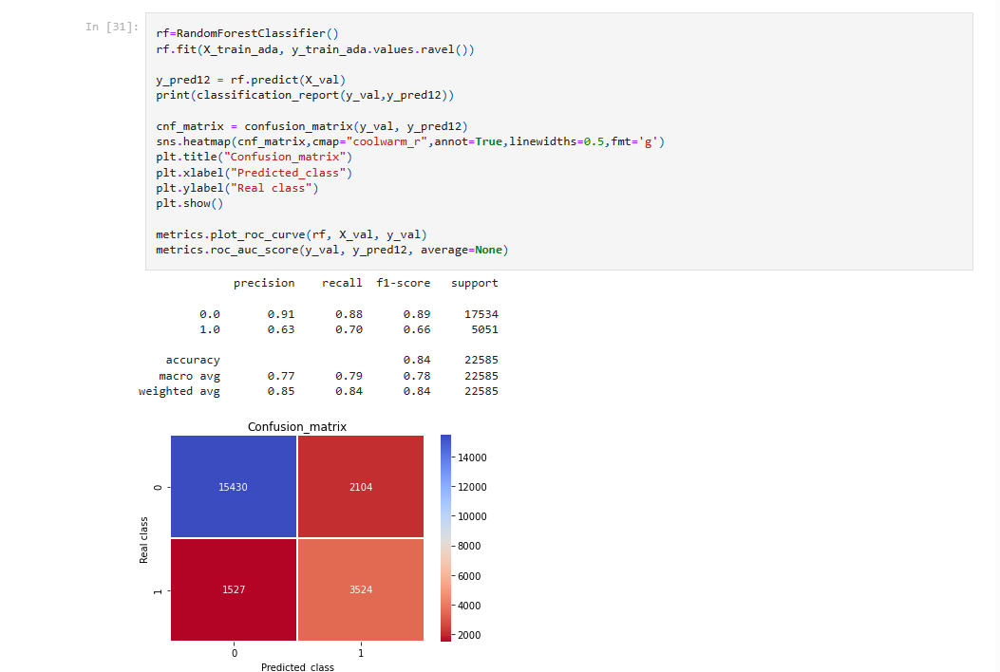 In [31]:
rf=RandomForestClassifier()
rf.fit(X_train_ada, y_train_ada.values.ravel())
y_pred12 = rf.predict(X_val)
print(classification_report(y_val,y_pred12))
cnf_matrix = confusion_matrix(y_val, y_pred12)
sns.heatmap(cnf_matrix,cmap="coolwarm_r",annot=True,linewidths=0.5,fmt='g')
plt.title("Confusion_matrix")
plt.xlabel("Predicted_class")
plt.ylabel("Real class")
plt.show()
metrics.plot_roc_curve(rf, X_val, y_val)
metrics.roc_auc_score(y_val, y_pred12, average=None)
precision recall f1-score support
0.0 0.91 0.88 0.89 17534
1.0 0.63 0.70 0.66 5051
accuracy 0.84 22585
macro avg 0.77 0.79 0.78 22585
weighted avg 0.85 0.84 0.84 22585
Confusion_matrix
15430 2104
1527 3524
0
1
Real class
0 1
Predicted_class
14000
12000
10000
8000
6000
4000
2000